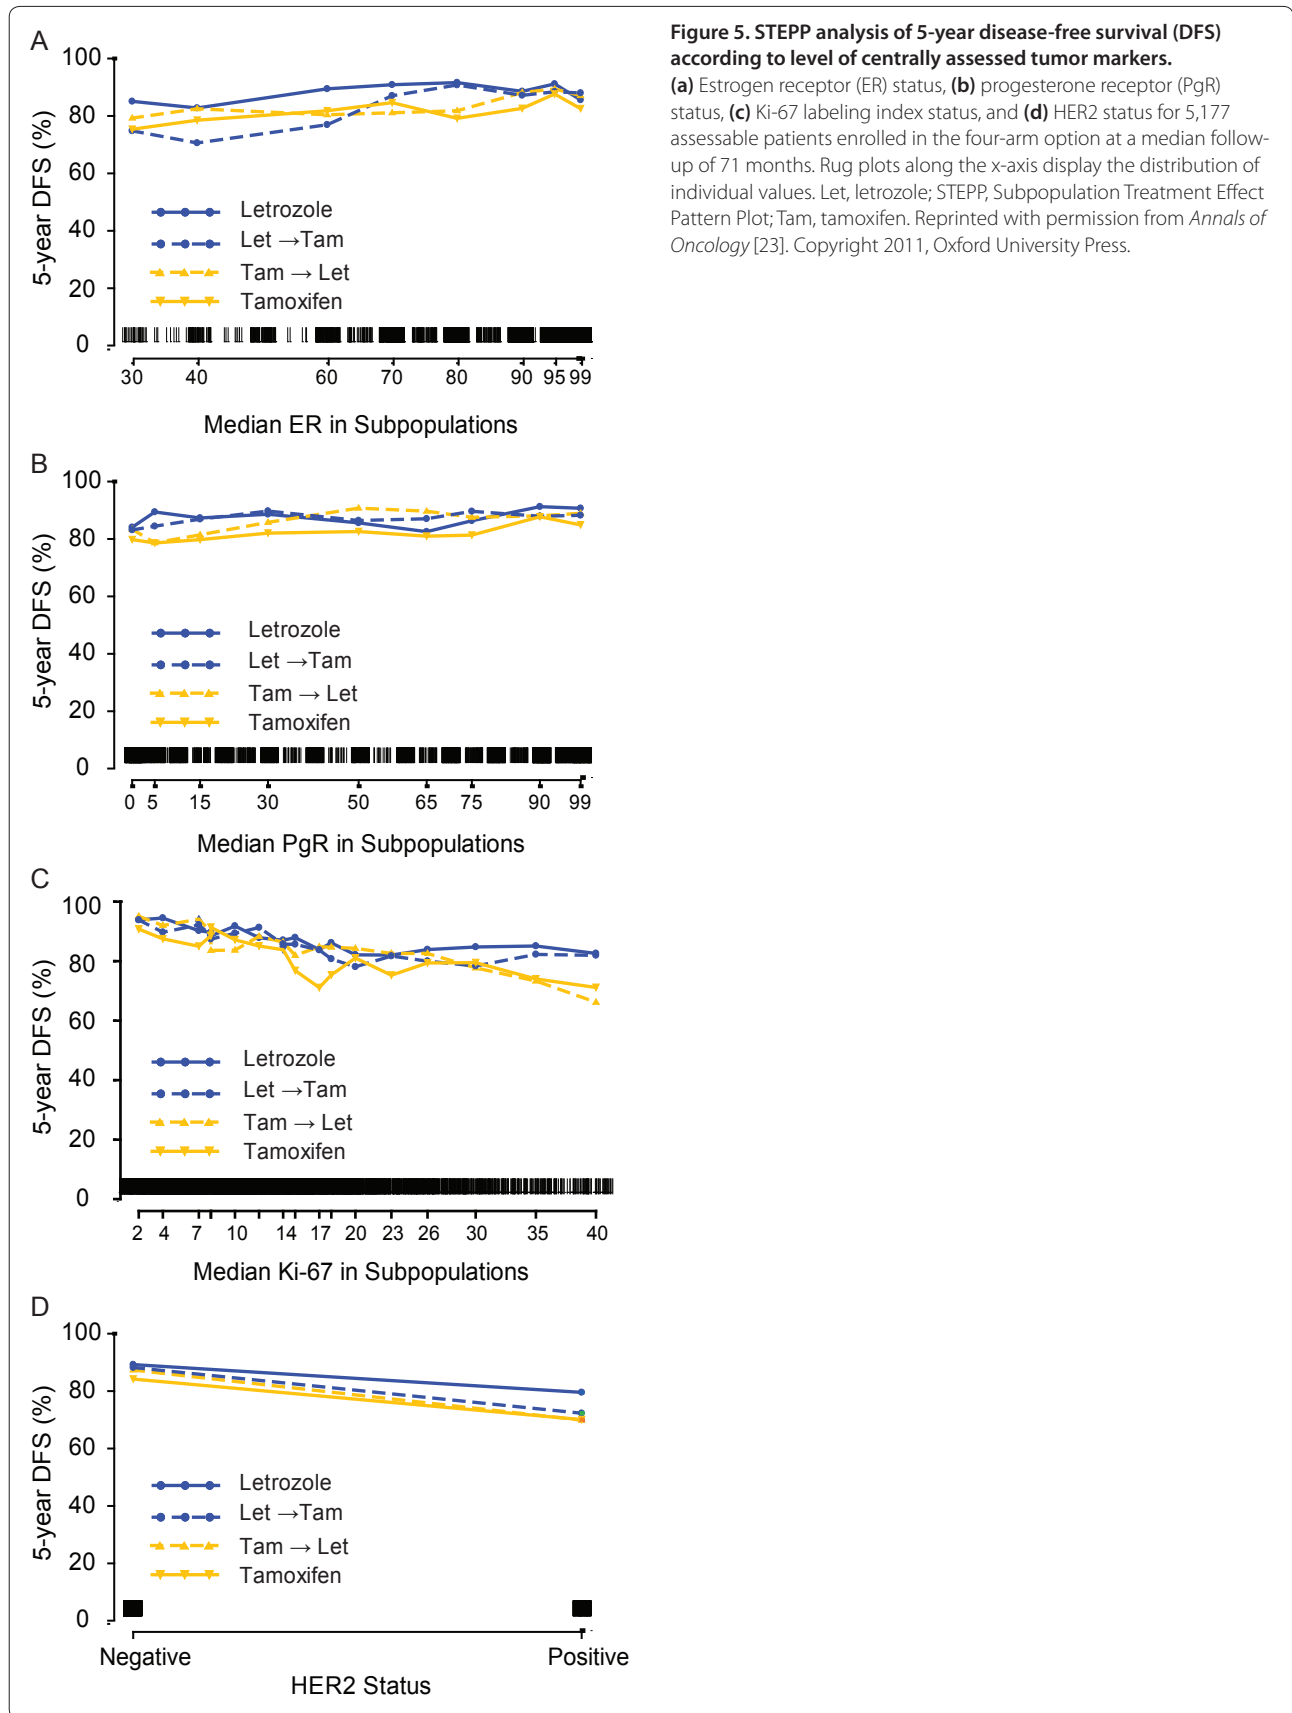 Figure 5. STEPP analysis of 5-year disease-free survival (DFS)
according to level of centrally assessed tumor markers.
(a) Estrogen receptor (ER) status, (b) progesterone receptor (PgR)
status, (c) Ki-67 labeling index status, and (d) HER2 status for 5,177
assessable patients enrolled in the four-arm option at a median follow-
up of 71 months. Rug plots along the x-axis display the distribution of
individual values. Let, letrozole; STEPP, Subpopulation Treatment Effect
Pattern Plot; Tam, tamoxifen. Reprinted with permission from Annals of
Oncology [23]. Copyright 2011, Oxford University Press.
A
5-year DFS (%)
100
80
60
40
20
0
Letrozole
Let →Tam
Tam → Let
Tamoxifen
30 40 60 70 80 90 95 99
Median ER in Subpopulations
B
5-year DFS (%)
100
80
60
40
20
0
Letrozole
Let →Tam
Tam → Let
Tamoxifen
0 5 15 30 50 65 75 90 99
Median PgR in Subpopulations
C
5-year DFS (%)
100
80
60
40
20
0
Letrozole
Let →Tam
Tam → Let
Tamoxifen
2 4 7 10 14 17 20 23 26 30 35 40
Median Ki-67 in Subpopulations
D
5-year DFS (%)
100
80
60
40
20
0
Letrozole
Let →Tam
Tam → Let
Tamoxifen
Negative Positive
HER2 Status